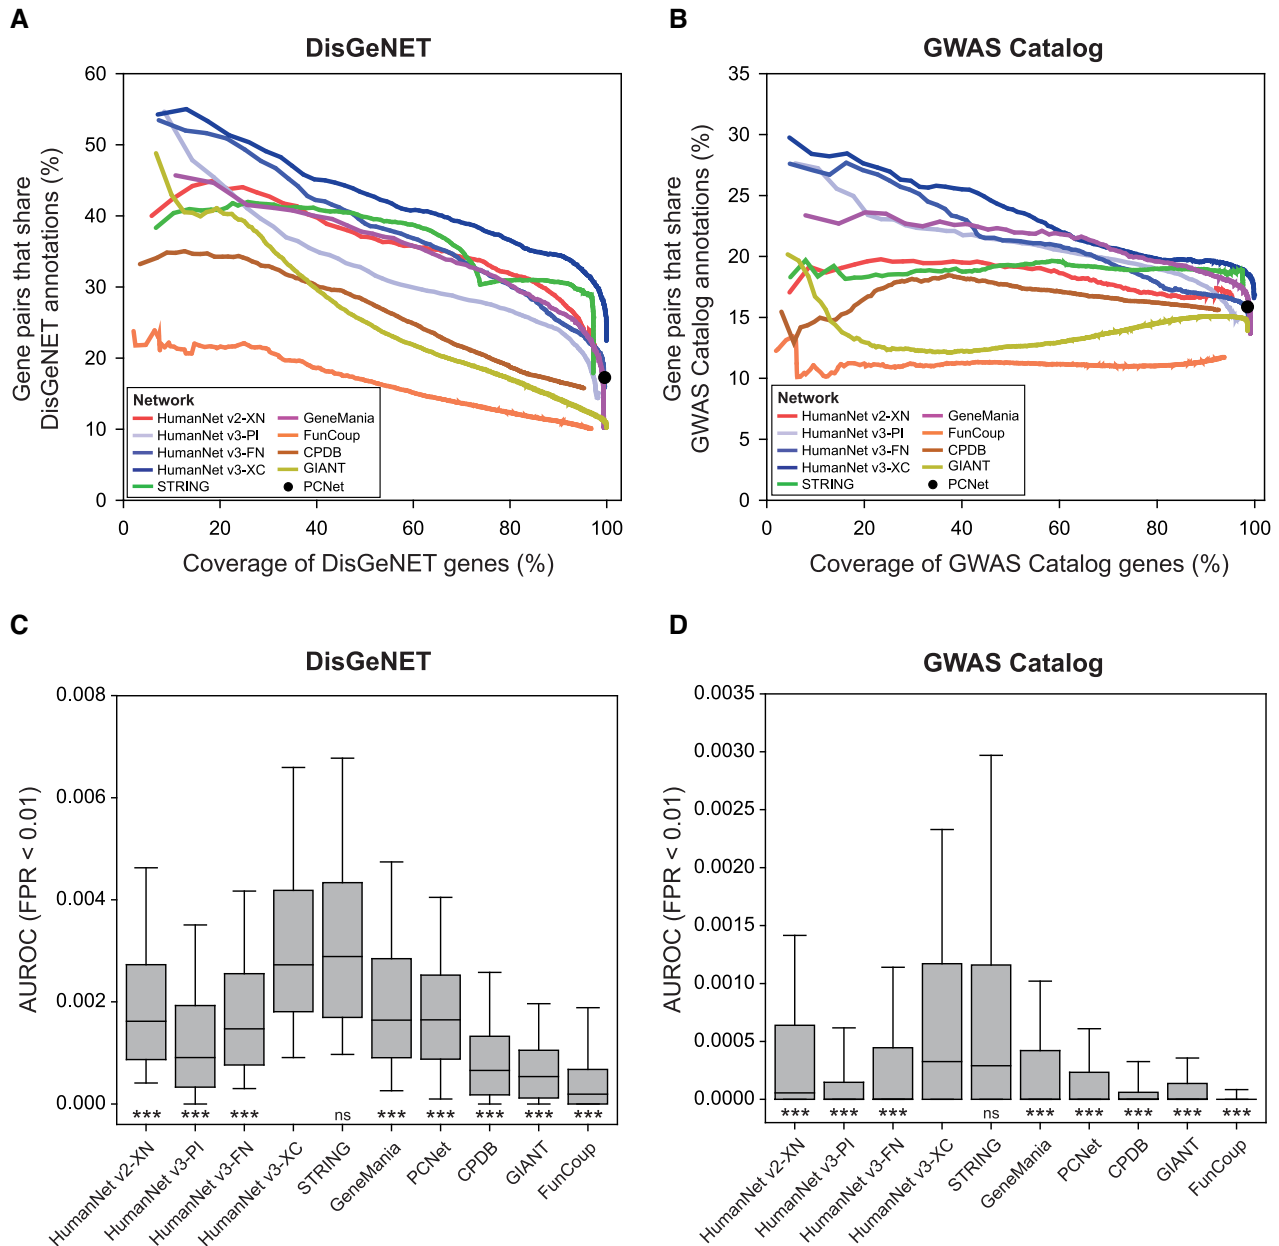 A
DisGeNET
Gene pairs that share
DisGeNET annotations (%)
60
50
40
30
20
10
0
Network
HumanNet v2-XN
HumanNet v3-PI
HumanNet v3-FN
HumanNet v3-XC
STRING
GeneMania
FunCoup
CPDB
GIANT
PCNet
0 20 40 60 80 100
Coverage of DisGeNET genes (%)
B
GWAS Catalog
Gene pairs that share
GWAS Catalog annotations (%)
35
30
25
20
15
10
5
0
Network
HumanNet v2-XN
HumanNet v3-PI
HumanNet v3-FN
HumanNet v3-XC
STRING
GeneMania
FunCoup
CPDB
GIANT
PCNet
0 20 40 60 80 100
Coverage of GWAS Catalog genes (%)
C
DisGeNET
AUROC (FPR < 0.01)
0.008
0.006
0.004
0.002
0.000
*** *** *** ns *** *** *** *** ***
HumanNet v2-XN
HumanNet v3-PI
HumanNet v3-FN
HumanNet v3-XC
STRING
GeneMania
PCNet
CPDB
GIANT
FunCoup
D
GWAS Catalog
AUROC (FPR < 0.01)
0.0035
0.0030
0.0025
0.0020
0.0015
0.0010
0.0005
0.0000
*** *** *** ns *** *** *** *** ***
HumanNet v2-XN
HumanNet v3-PI
HumanNet v3-FN
HumanNet v3-XC
STRING
GeneMania
PCNet
CPDB
GIANT
FunCoup